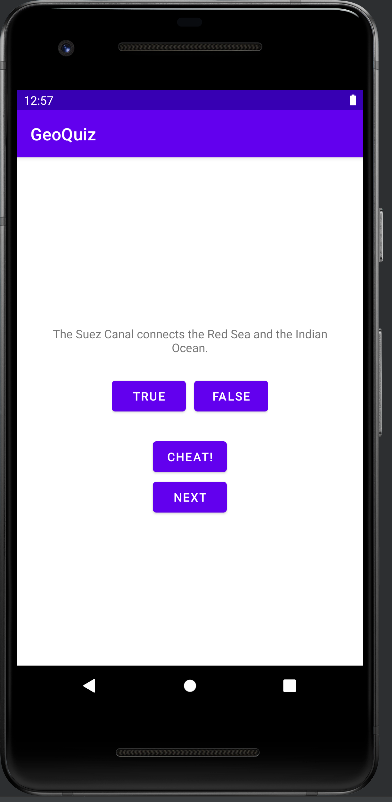 12:57
GeoQuiz
The Suez Canal connects the Red Sea and the Indian
Ocean.
TRUE FALSE
CHEAT!
NEXT